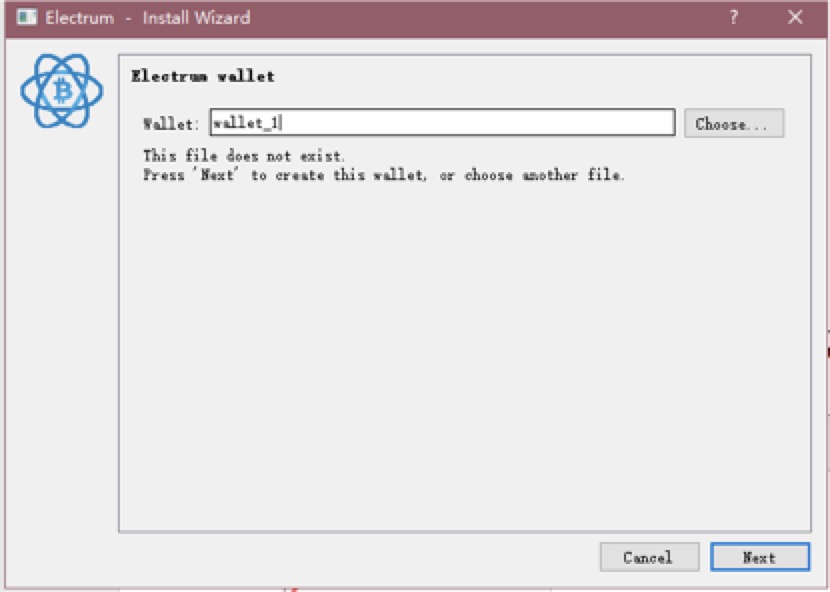 Electrum - Install Wizard
Electrum wallet
Wallet: wallet_1 Choose...
This file does not exist.
Press 'Next' to create this wallet, or choose another file.
Cancel Next